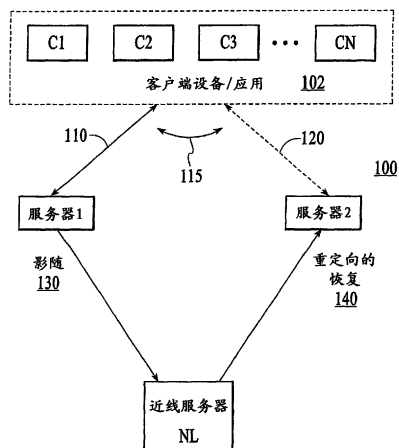 C1 C2 C3 ••• CN
客户端设备/应用 102
110
120
115
100
服务器1
服务器2
影随
130
重定向的
恢复
140
近线服务器
NL